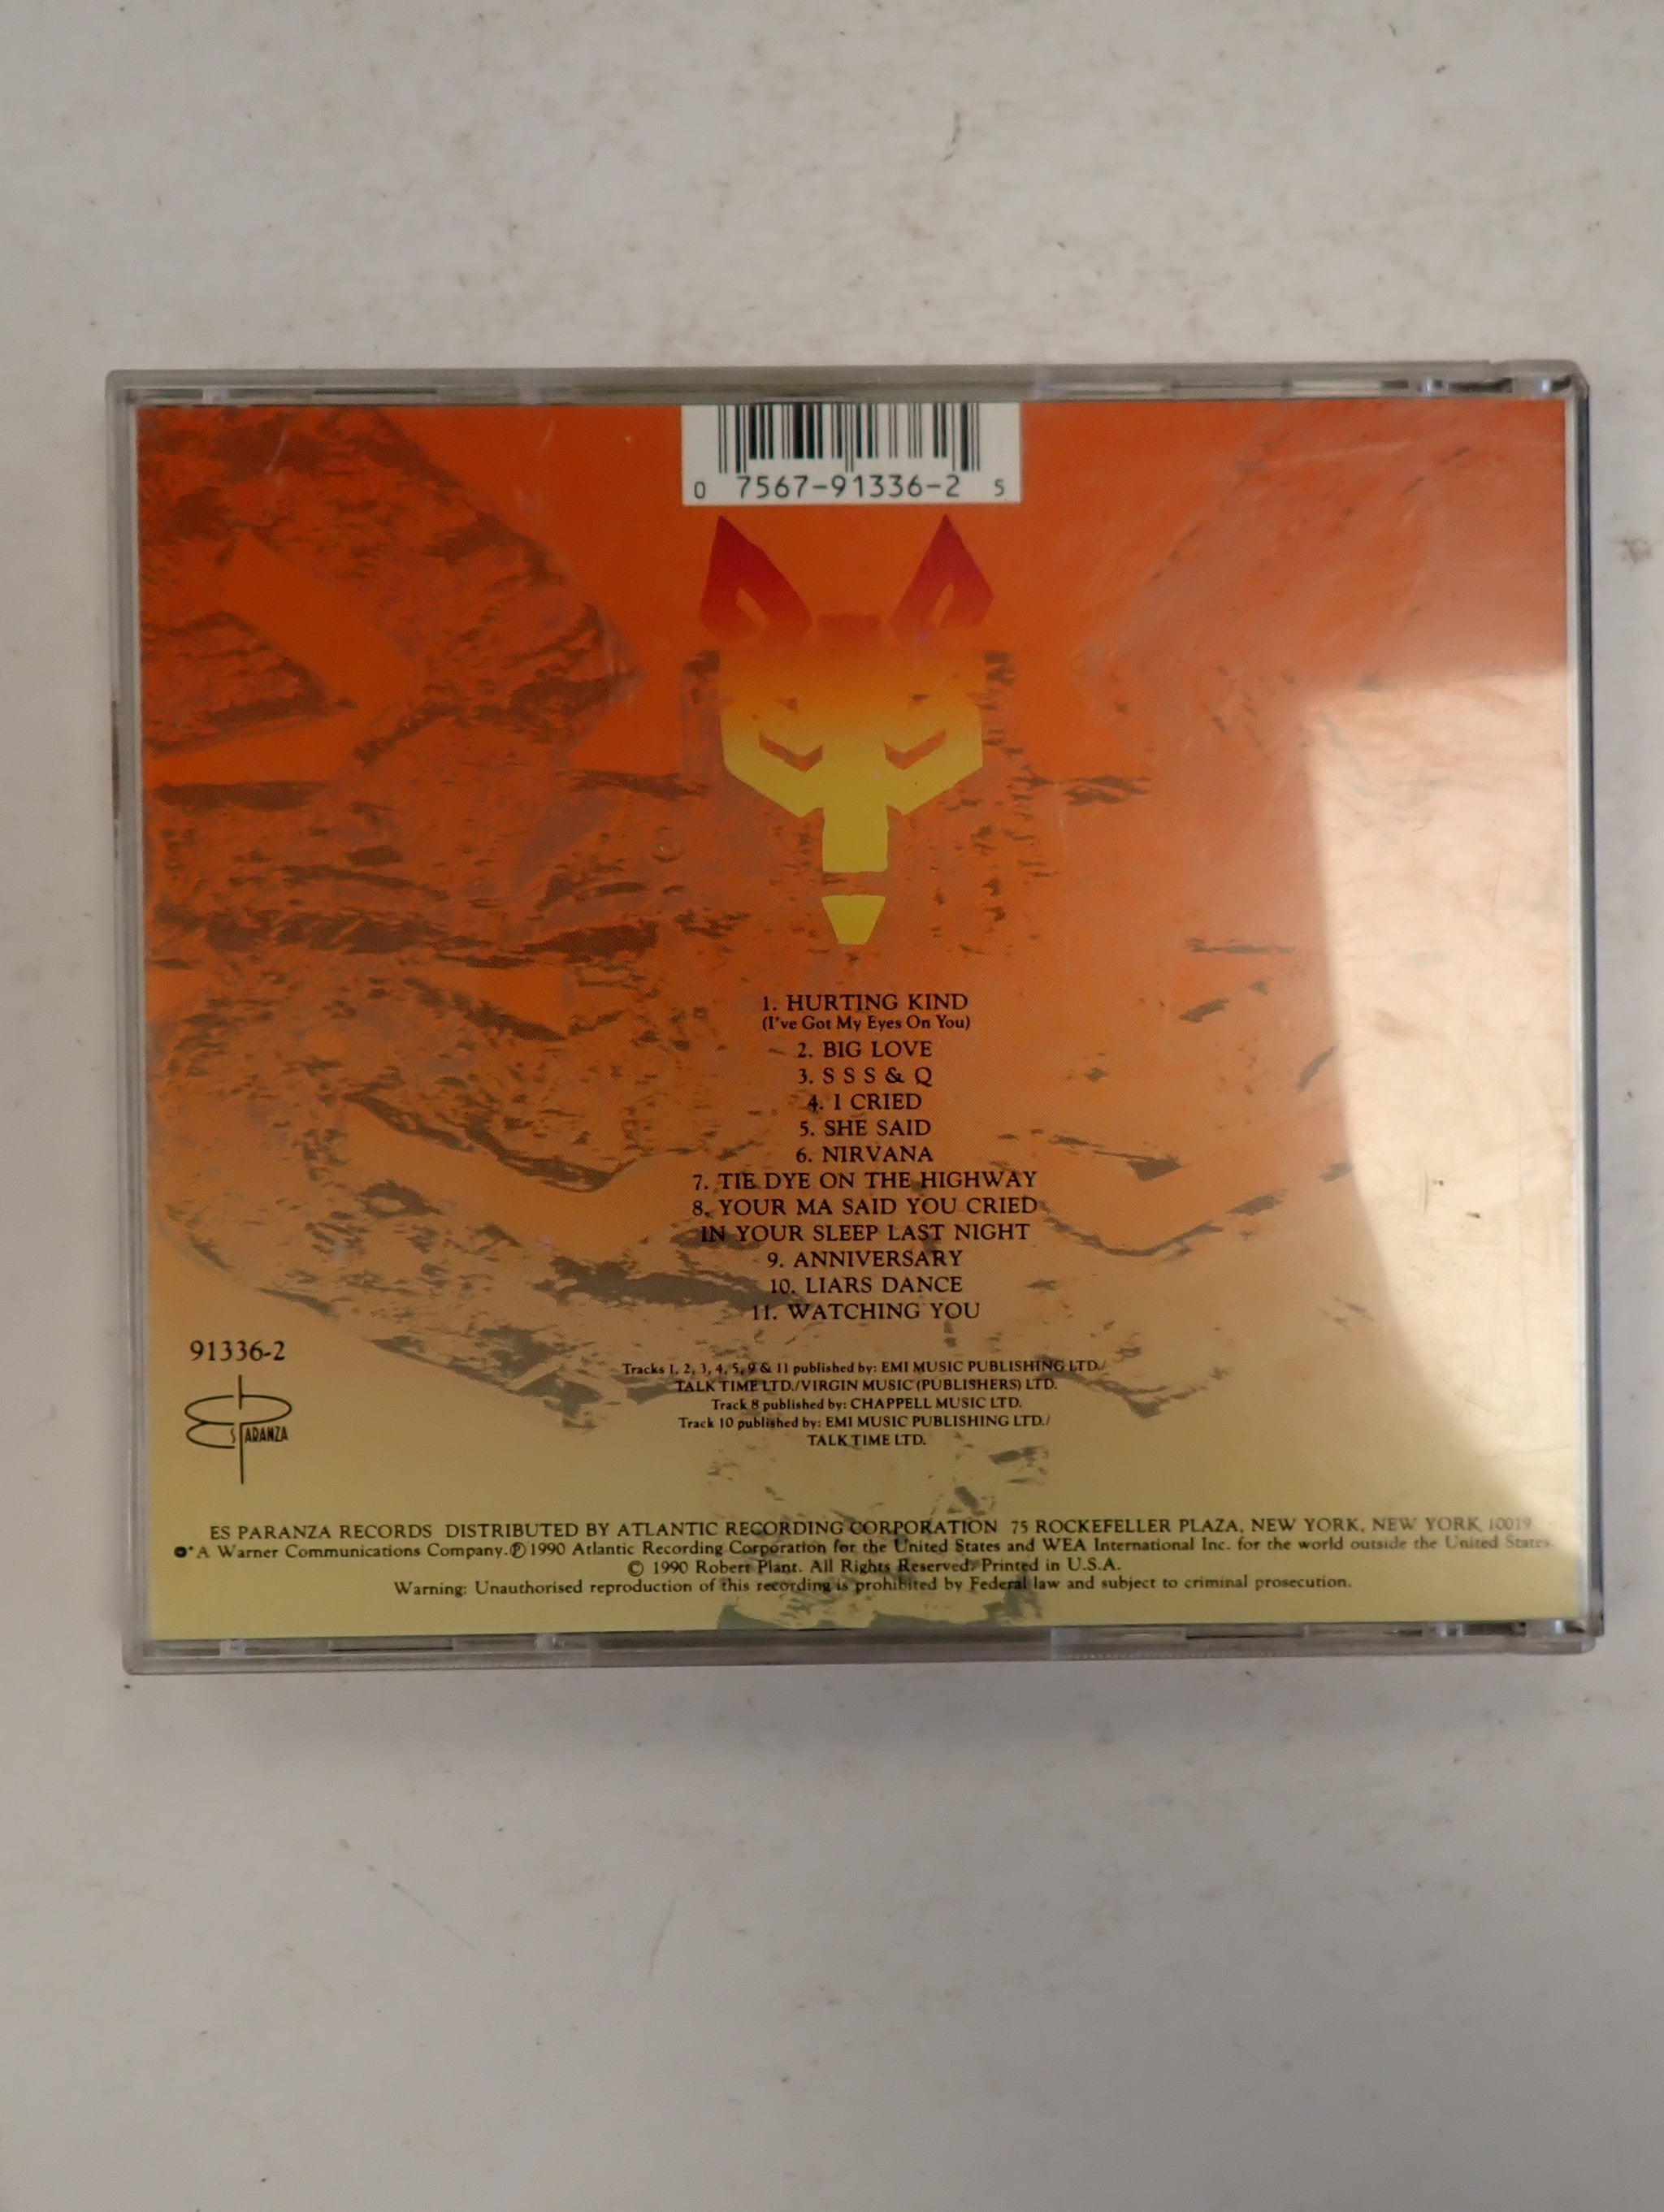 0 7567-91336-2 5
1. HURTING KIND
(I've Got My Eyes On You)
2. BIG LOVE
3. S S S & Q
4. I CRIED
5. SHE SAID
6. NIRVANA
7. TIE DYE ON THE HIGHWAY
8. YOUR MA SAID YOU CRIED
IN YOUR SLEEP LAST NIGHT
9. ANNIVERSARY
10. LIARS DANCE
11. WATCHING YOU
91336-2
ES PARANZA
Tracks 1, 2, 3, 4, 5, 9 & 11 published by: EMI MUSIC PUBLISHING LTD./
TALK TIME LTD./VIRGIN MUSIC (PUBLISHERS) LTD.
Track 8 published by: CHAPPELL MUSIC LTD.
Track 10 published by: EMI MUSIC PUBLISHING LTD./
TALK TIME LTD.
ES PARANZA RECORDS DISTRIBUTED BY ATLANTIC RECORDING CORPORATION 75 ROCKEFELLER PLAZA, NEW YORK, NEW YORK 10019
A Warner Communications Company. ℗ 1990 Atlantic Recording Corporation for the United States and WEA International Inc. for the world outside the United States.
© 1990 Robert Plant. All Rights Reserved. Printed in U.S.A.
Warning: Unauthorised reproduction of this recording is prohibited by Federal law and subject to criminal prosecution.